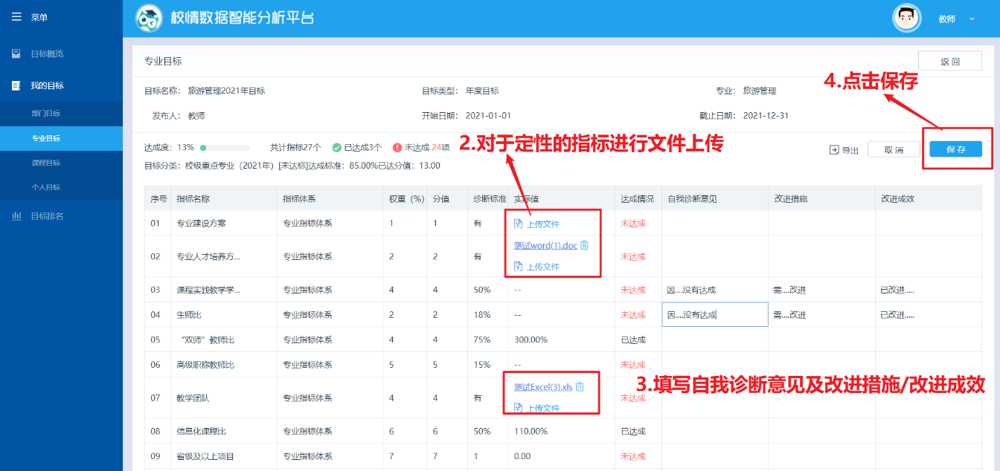 菜单
校情数据智能分析平台
教师
目标概览
我的目标
部门目标
专业目标
课程目标
个人目标
目标排名
专业目标
返 回
4.点击保存
目标名称： 旅游管理2021年目标 目标类型： 年度目标 专业： 旅游管理
发布人： 教师 开始日期： 2021-01-01 截止日期： 2021-12-31
达成度： 13% 共计指标27个 已达成3个 未达成 24项
2.对于定性的指标进行文件上传
导出 取 消 保 存
目标分类：校级重点专业（2021年）[未达标]达成标准：85.00%已达分值：13.00
序号 指标名称 指标体系 权重（%） 分值 诊断标准 实际值 达成情况 自我诊断意见 改进措施 改进成效
01 专业建设方案 专业指标体系 1 1 有 上传文件 未达成
02 专业人才培养方... 专业指标体系 2 2 有 测试word(1).doc 上传文件 未达成
03 课程实践教学学... 专业指标体系 4 4 50% -- 未达成 因....没有达成 需....改进 已改进.....
04 生师比 专业指标体系 2 2 18% -- 未达成 因....没有达成 需....改进 已改进.....
05 “双师”教师比 专业指标体系 4 4 75% 300.00% 已达成
06 高级职称教师比 专业指标体系 5 5 15% -- 未达成
3.填写自我诊断意见及改进措施/改进成效
07 教学团队 专业指标体系 4 4 有 测试Excel(3).xls 上传文件 未达成
08 信息化课程比 专业指标体系 6 6 50% 110.00% 已达成
09 省级及以上项目 专业指标体系 7 7 1 0.00 未达成